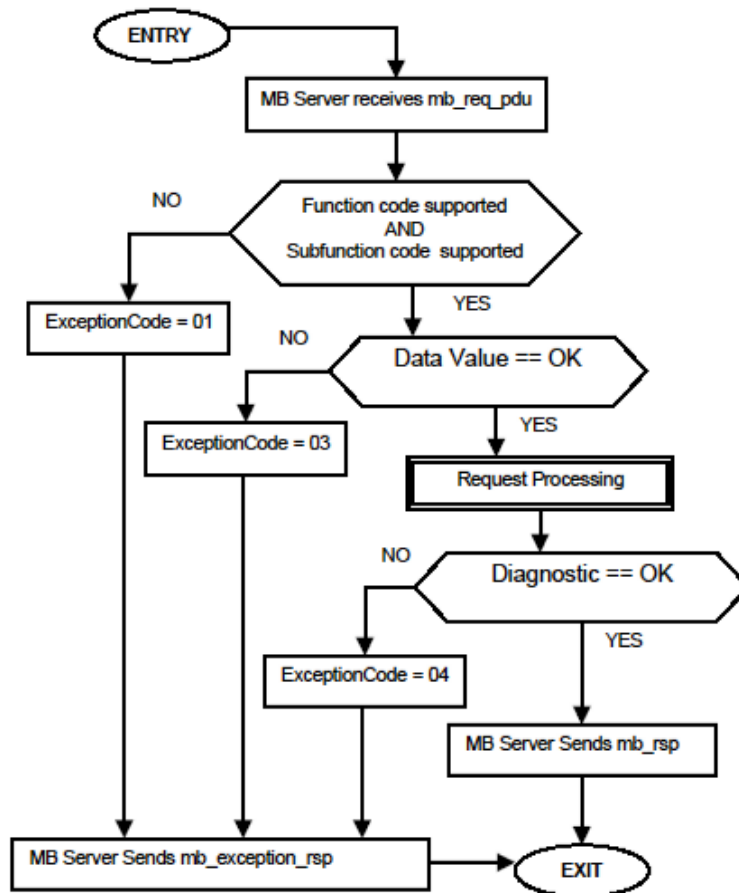 ENTRY
MB Server receives mb_req_pdu
NO
Function code supported
AND
Subfunction code supported
YES
ExceptionCode = 01
NO
Data Value == OK
YES
ExceptionCode = 03
Request Processing
NO
Diagnostic == OK
YES
ExceptionCode = 04
MB Server Sends mb_rsp
MB Server Sends mb_exception_rsp
EXIT